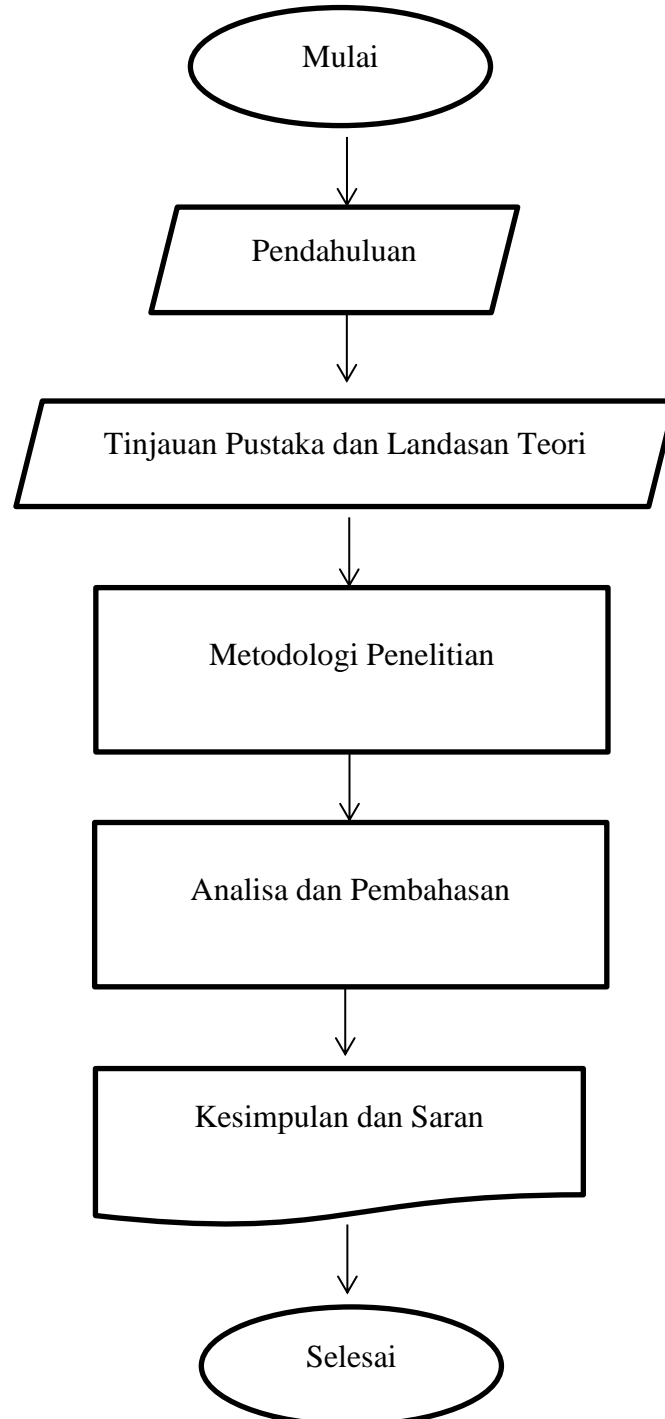 Mulai
Pendahuluan
Tinjauan Pustaka dan Landasan Teori
Metodologi Penelitian
Analisa dan Pembahasan
Kesimpulan dan Saran
Selesai